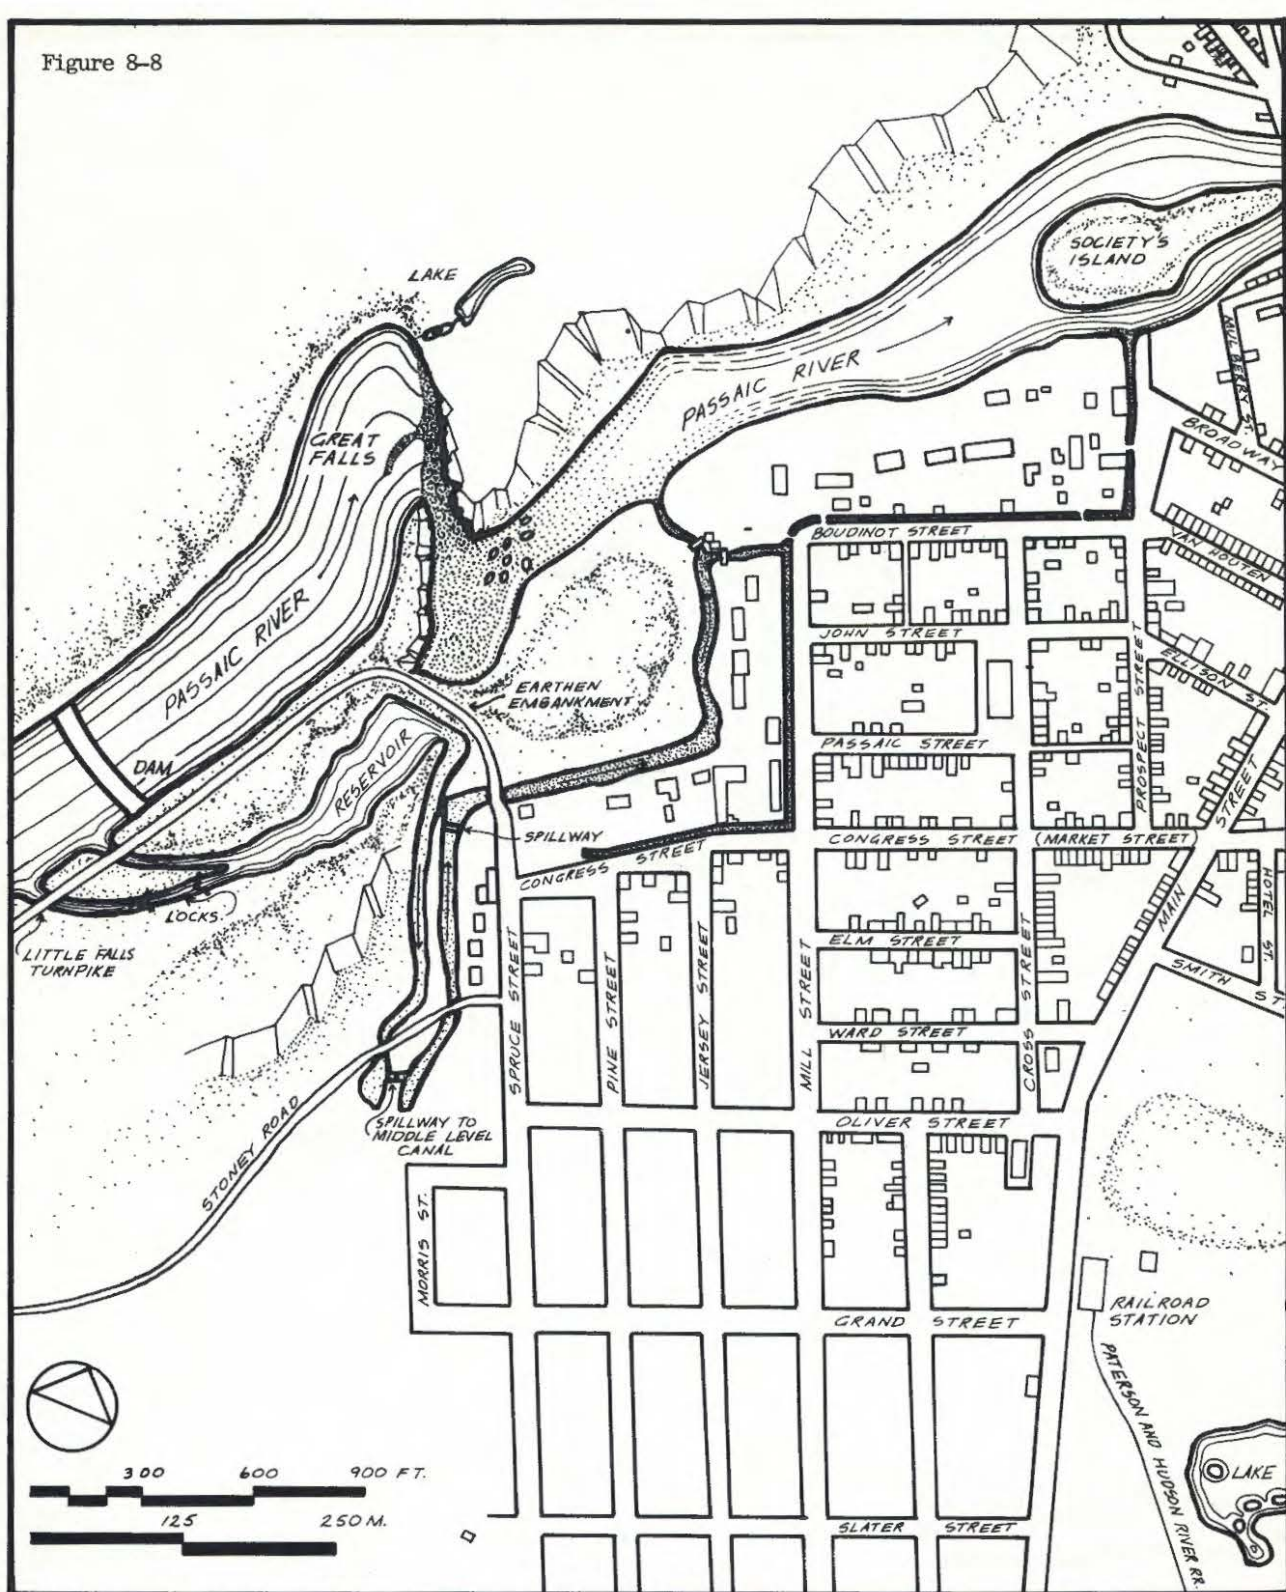 Figure 8-8
LAKE
SOCIETY'S
ISLAND
MULBERRY ST.
BROADWAY
PASSAIC RIVER
GREAT
FALLS
VAN HOUTEN
BOUDINOT STREET
PASSAIC RIVER
JOHN STREET
ELLISON ST.
PROSPECT STREET
EARTHEN
EMBANKMENT
RESERVOIR
DAM
PASSAIC STREET
SPILLWAY
CONGRESS STREET
CONGRESS STREET
(MARKET STREET)
MAIN STREET
HOTEL ST.
LOCKS
LITTLE FALLS
TURNPIKE
ELM STREET
SMITH ST
SPRUCE STREET
PINE STREET
JERSEY STREET
MILL STREET
CROSS STREET
WARD STREET
STONEY ROAD
SPILLWAY TO
MIDDLE LEVEL
CANAL
OLIVER STREET
MORRIS ST.
GRAND STREET
RAILROAD
STATION
PATERSON AND HUDSON RIVER RR.
LAKE
300 600 900 FT.
125 250 M.
SLATER STREET